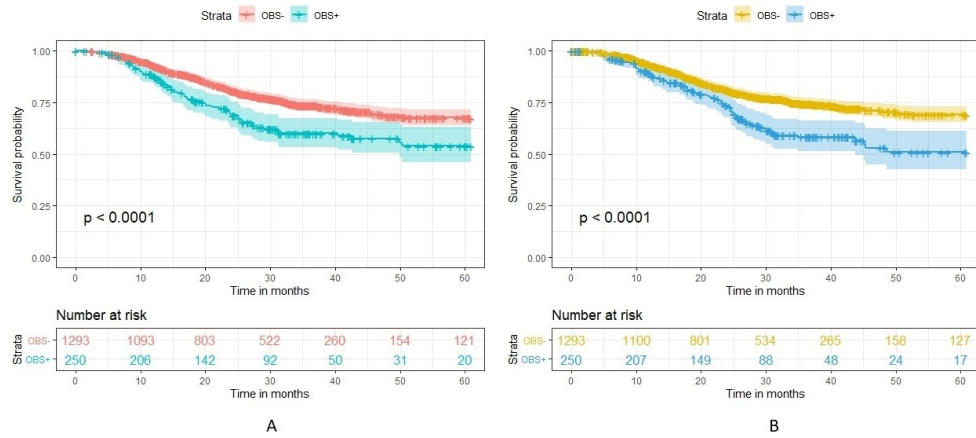 Strata OBS- OBS+
1.00
0.75
0.50
0.25
0.00
Survival probability
p < 0.0001
0 10 20 30 40 50 60
Time in months
Number at risk
Strata
OBS- 1293 1093 803 522 260 154 121
OBS+ 250 206 142 92 50 31 20
0 10 20 30 40 50 60
Time in months
A
Strata OBS- OBS+
1.00
0.75
0.50
0.25
0.00
Survival probability
p < 0.0001
0 10 20 30 40 50 60
Time in months
Number at risk
Strata
OBS- 1293 1100 801 534 265 158 127
OBS+ 250 207 149 88 48 24 17
0 10 20 30 40 50 60
Time in months
B